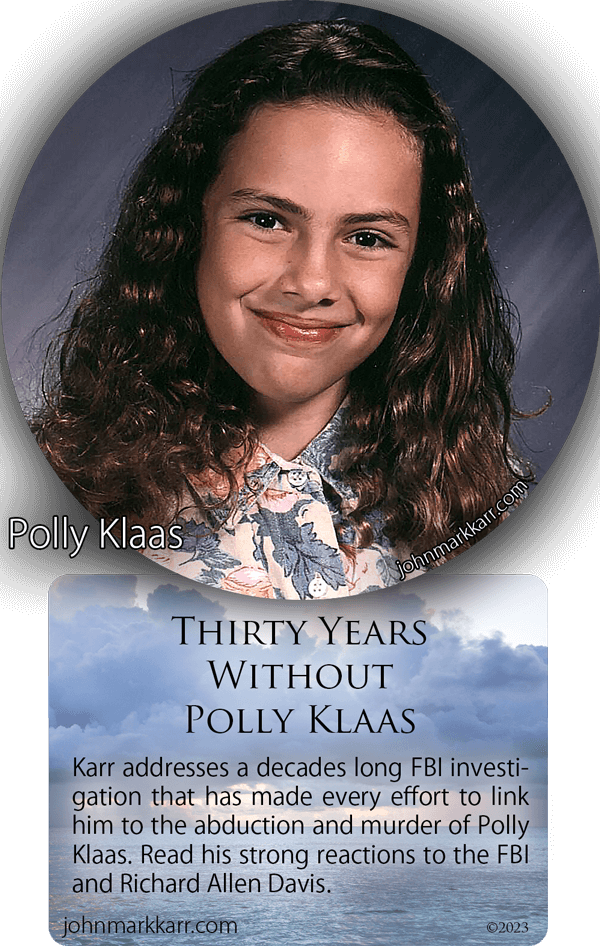 Polly Klaas
johnmarkkarr.com
Thirty Years
Without
Polly Klaas
Karr addresses a decades long FBI investi-
gation that has made every effort to link
him to the abduction and murder of Polly
Klaas. Read his strong reactions to the FBI
and Richard Allen Davis.
johnmarkkarr.com ©2023